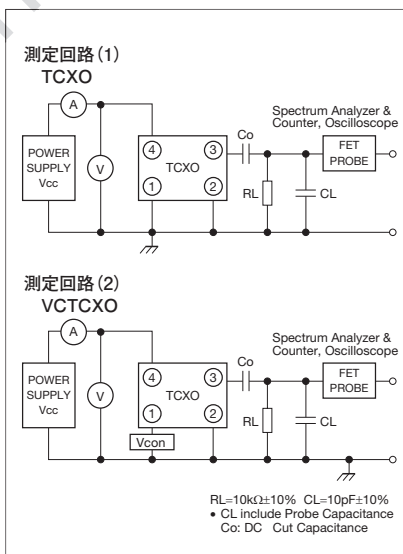 測定回路(1)
TCXO
A
Spectrum Analyzer &
Counter, Oscilloscope
Co
POWER
SUPPLY
Vcc
V
4
3
TCXO
1
2
RL
CL
FET
PROBE
測定回路(2)
VCTCXO
A
Spectrum Analyzer &
Counter, Oscilloscope
Co
POWER
SUPPLY
Vcc
V
4
3
TCXO
1
2
Vcon
RL
CL
FET
PROBE
RL=10kΩ±10% CL=10pF±10%
• CL include Probe Capacitance
Co: DC Cut Capacitance